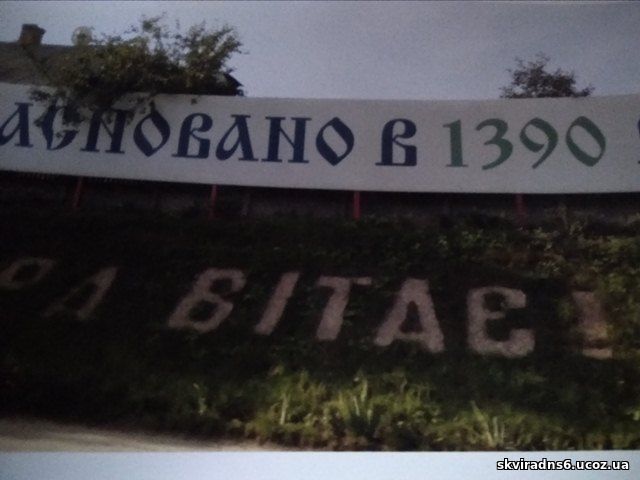 АСНОВАНО В 1390
ВІТАЄ!
skviradns6.ucoz.ua